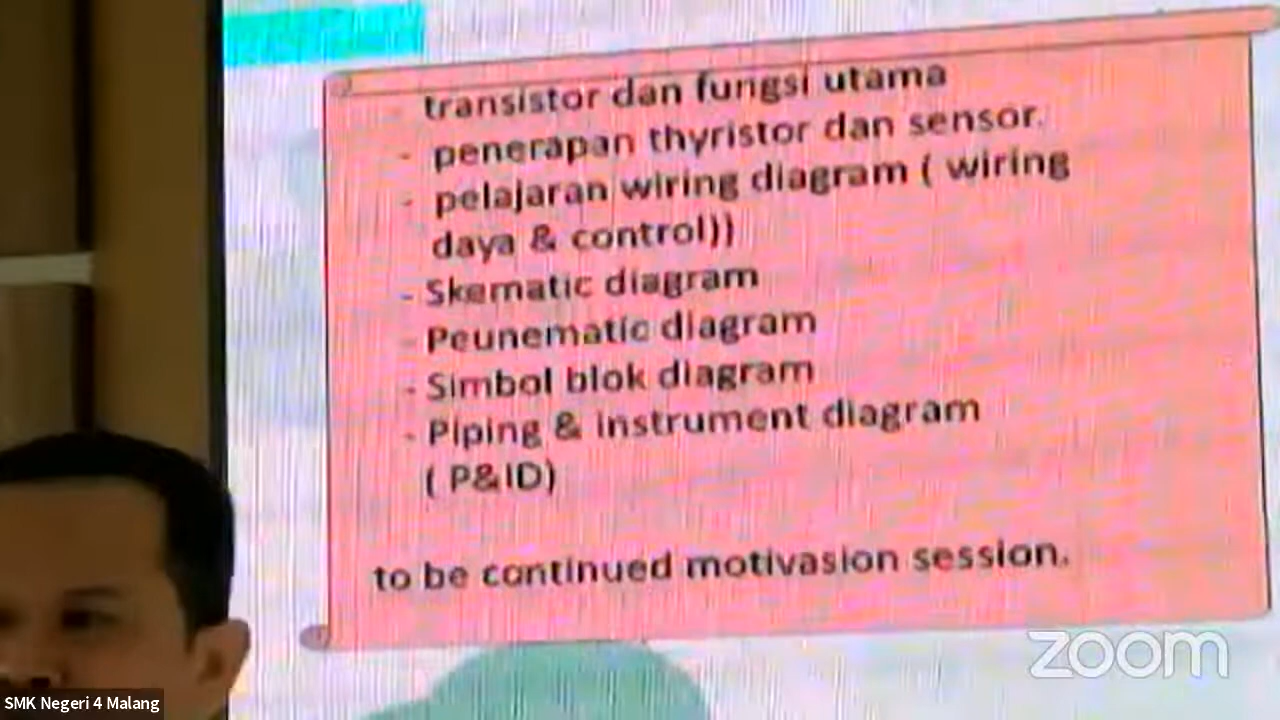 - transistor dan fungsi utama
- penerapan thyristor dan sensor.
- pelajaran wiring diagram ( wiring
daya & control))
- Skematic diagram
- Peunematic diagram
- Simbol blok diagram
- Piping & instrument diagram
( P&ID)
to be continued motivasion session.
zoom
SMK Negeri 4 Malang